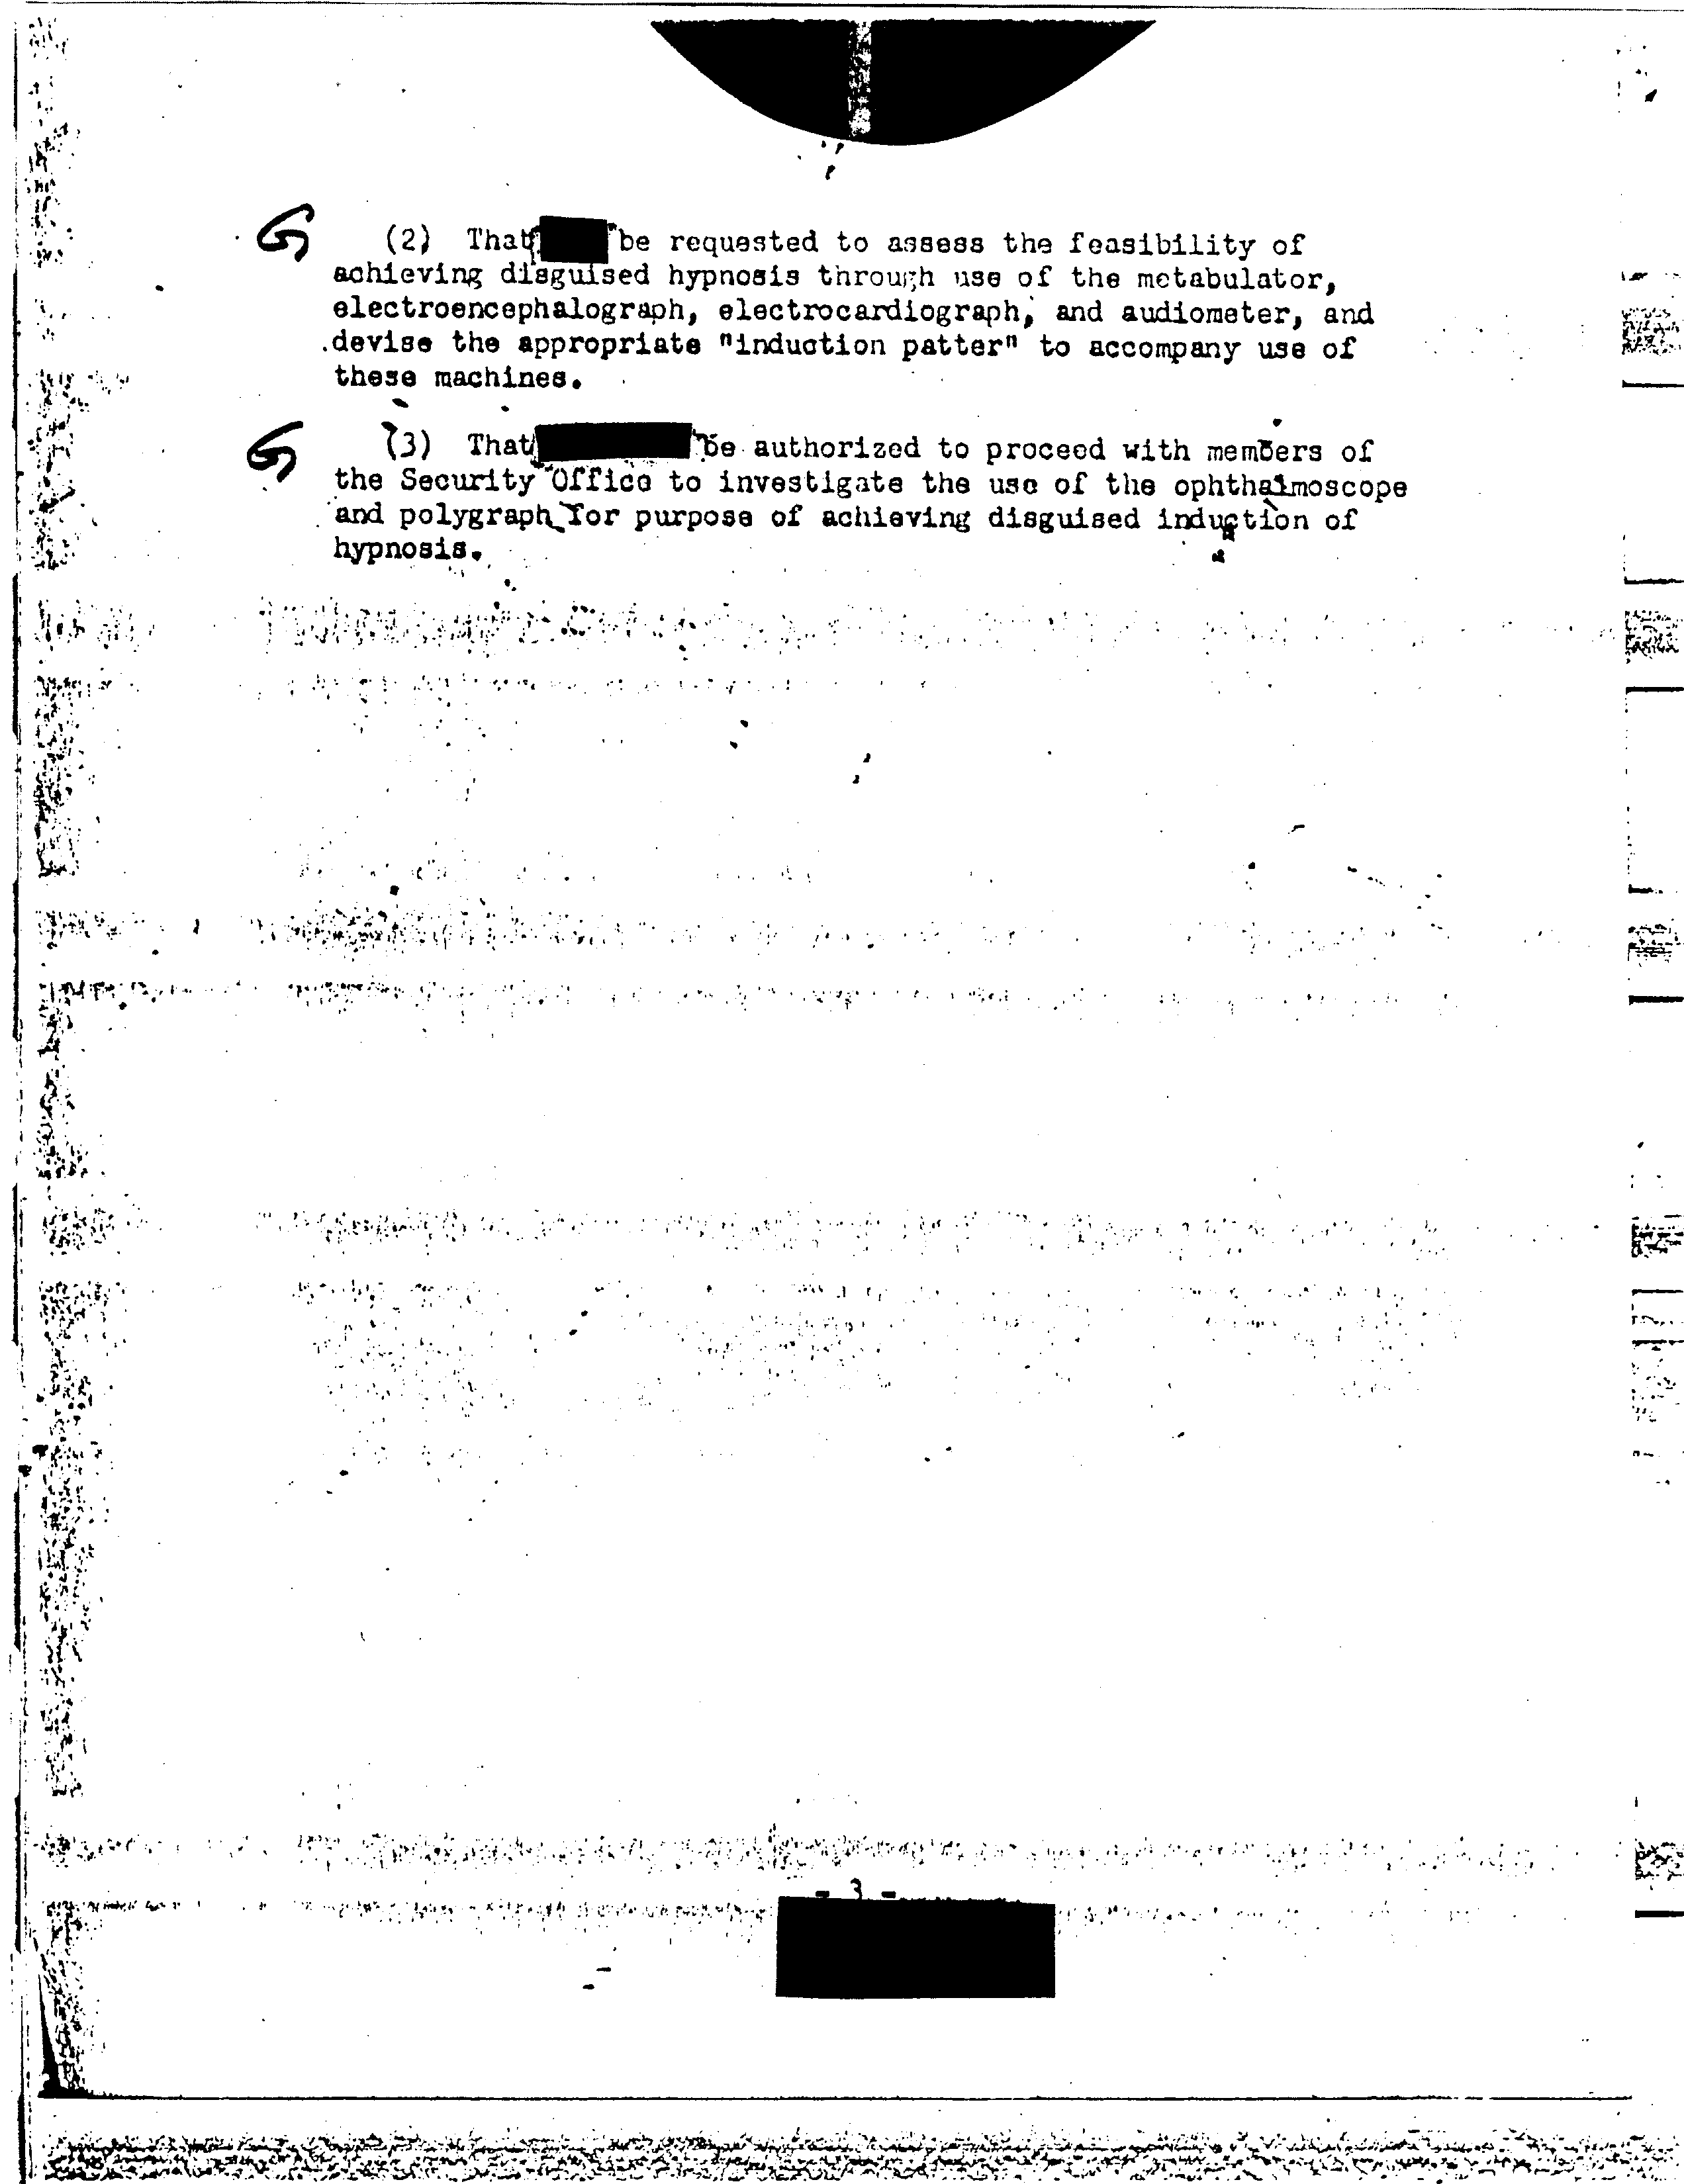 G (2) That be requested to assess the feasibility of
achieving disguised hypnosis through use of the metabulator,
electroencephalograph, electrocardiograph, and audiometer, and
devise the appropriate "induction patter" to accompany use of
these machines.
G (3) That be authorized to proceed with members of
the Security Office to investigate the use of the ophthalmoscope
and polygraph for purpose of achieving disguised induction of
hypnosis.
- 3 -